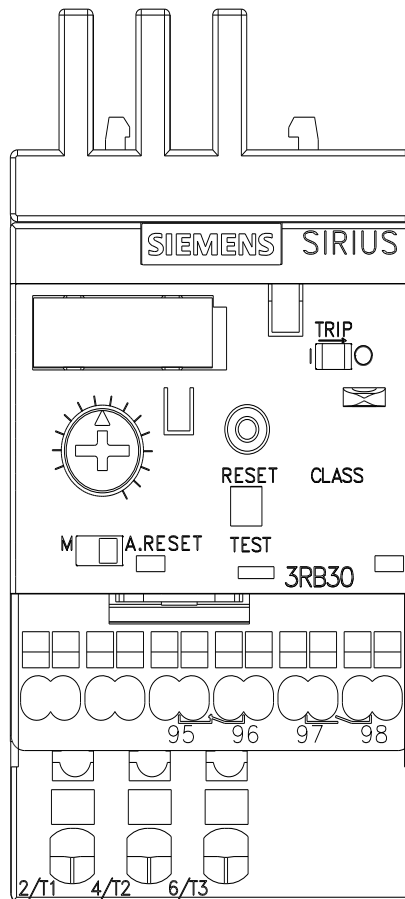 SIEMENS SIRIUS
TRIP
I O
RESET CLASS
M A.RESET TEST
3RB30
95 96 97 98
2/T1 4/T2 6/T3